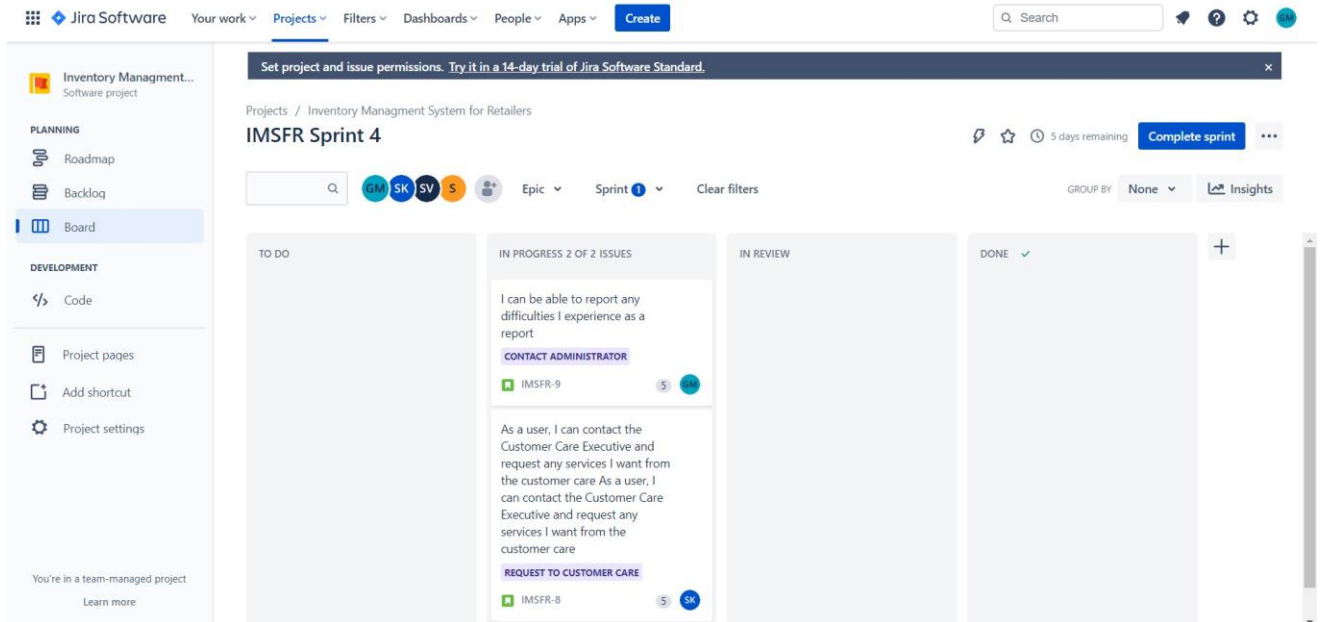 Jira Software Your work Projects Filters Dashboards People Apps Create Search GM
Inventory Managment...
Software project
Set project and issue permissions. Try it in a 14-day trial of Jira Software Standard.
Projects / Inventory Managment System for Retailers
IMSFR Sprint 4
5 days remaining Complete sprint
PLANNING
Roadmap
Backlog
Board
DEVELOPMENT
Code
Project pages
Add shortcut
Project settings
You're in a team-managed project
Learn more
GM SK SV S Epic Sprint 1 Clear filters GROUP BY None Insights
TO DO
IN PROGRESS 2 OF 2 ISSUES
I can be able to report any
difficulties I experience as a
report
CONTACT ADMINISTRATOR
IMSFR-9 5 GM
As a user, I can contact the
Customer Care Executive and
request any services I want from
the customer care As a user, I
can contact the Customer Care
Executive and request any
services I want from the
customer care
REQUEST TO CUSTOMER CARE
IMSFR-8 5 SK
IN REVIEW
DONE